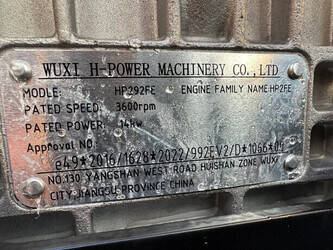 WUXI H-POWER MACHINERY CO.,LTD
MODLE: HP292FE ENGINE FAMILY NAME:HP2FE
PATED SPEED: 3600rpm
PATED POWER: 14kw
Approval NO.
e49*2016/1628*2022/992EV2/D*1066*04
NO.130 YANGSHAN WEST ROAD HUISHAN ZONE WUXI
CITY JIANGSU PROVINCE CHINA